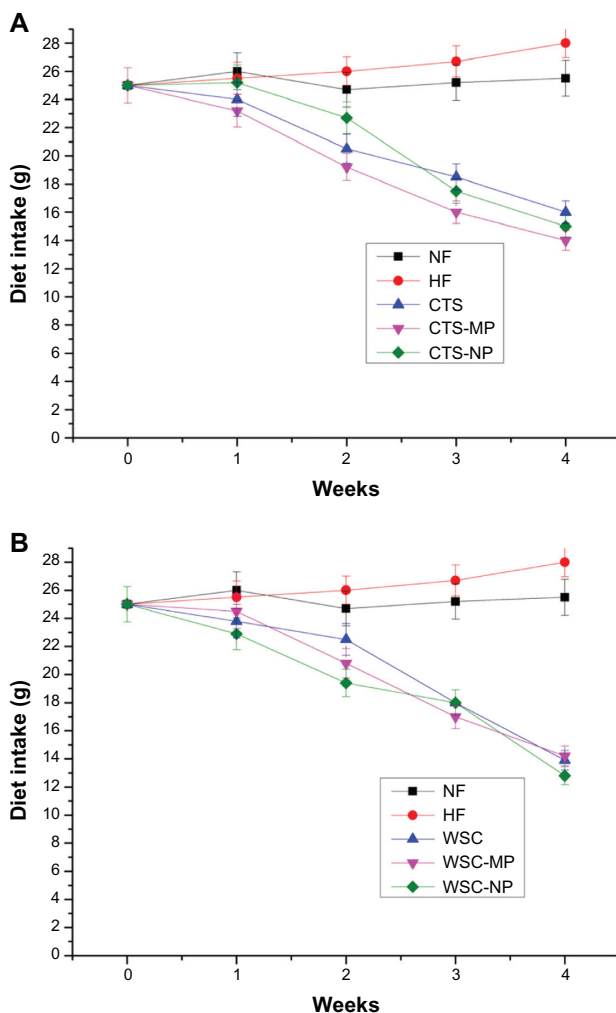 A
28
26
24
22
20
18
16
14
12
10
8
6
4
2
0
Diet intake (g)
NF
HF
CTS
CTS-MP
CTS-NP
0 1 2 3 4
Weeks
B
28
26
24
22
20
18
16
14
12
10
8
6
4
2
0
Diet intake (g)
NF
HF
WSC
WSC-MP
WSC-NP
0 1 2 3 4
Weeks